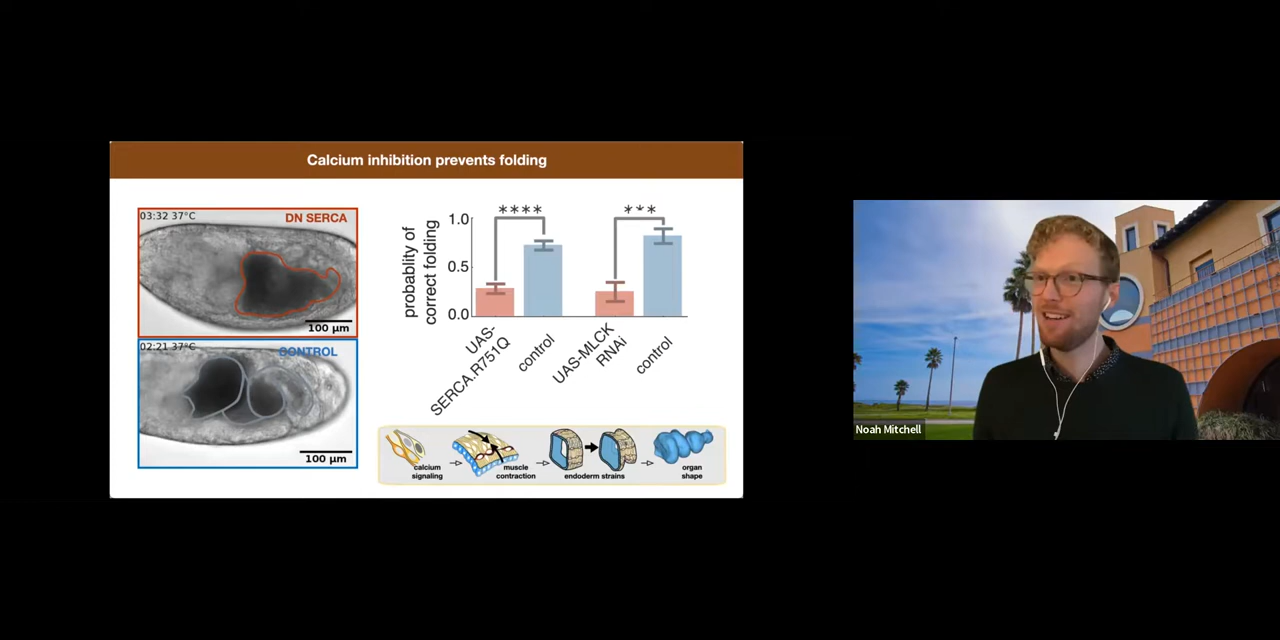 Calcium inhibition prevents folding
03:32 37°C
DN SERCA
100 µm
02:21 37°C
CONTROL
100 µm
probablity of
correct folding
1.0
0.5
0.0
****
***
UAS-
SERCA.R751Q
control
UAS-MLCK
RNAi
control
calcium
signaling
muscle
contraction
endoderm strains
organ
shape
Noah Mitchell